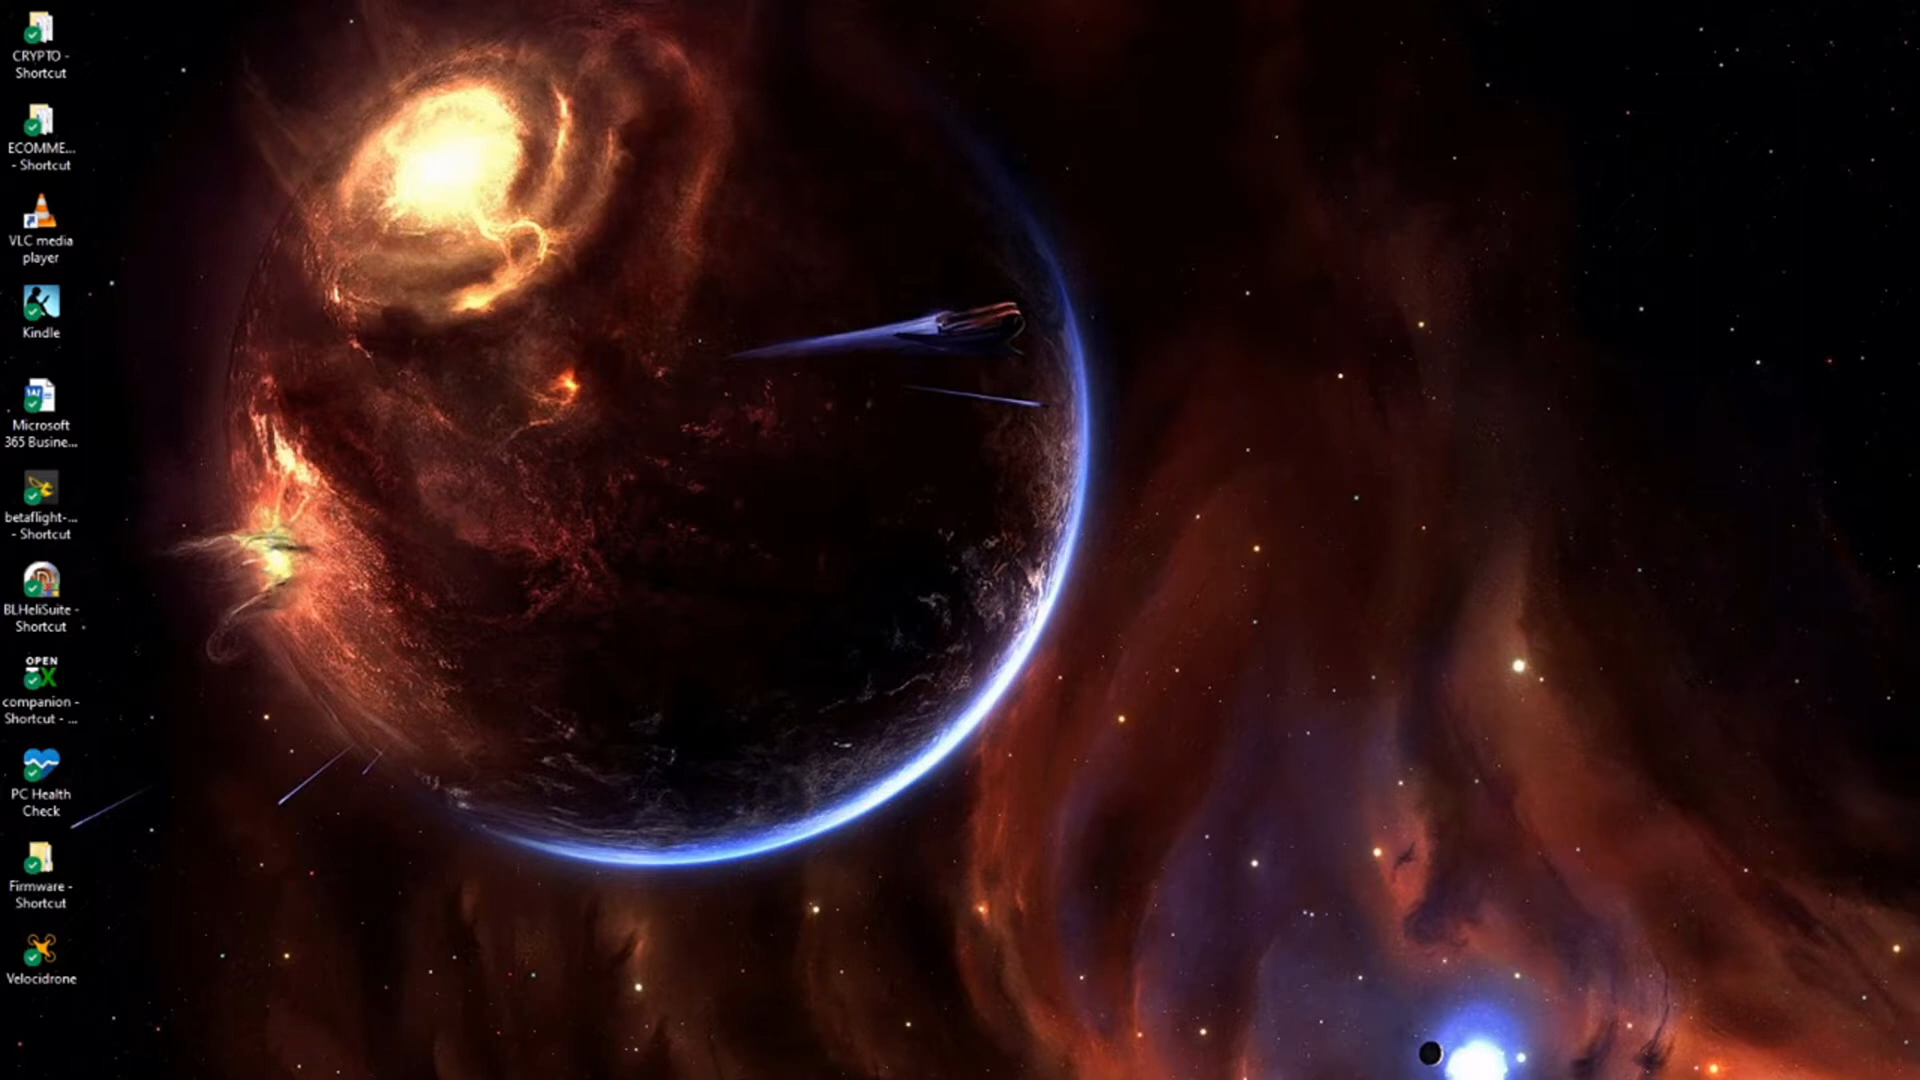 CRYPTO -
Shortcut
ECOMME...
- Shortcut
VLC media
player
Kindle
Microsoft
365 Busine...
betaflight-...
- Shortcut
BLHeliSuite -
Shortcut
OPEN
X
companion -
Shortcut - ...
PC Health
Check
Firmware -
Shortcut
Velocidrone